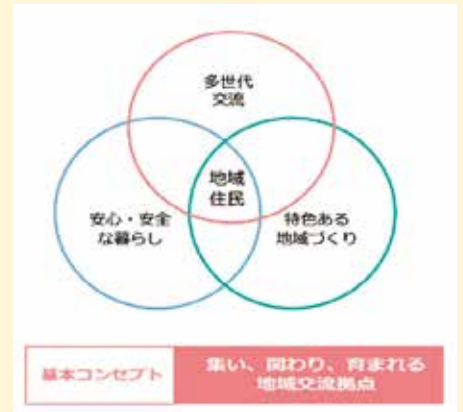 多世代
交流
地域
住民
安心・安全
な暮らし
特色ある
地域づくり
基本コンセプト
集い、関わり、育まれる
地域交流拠点